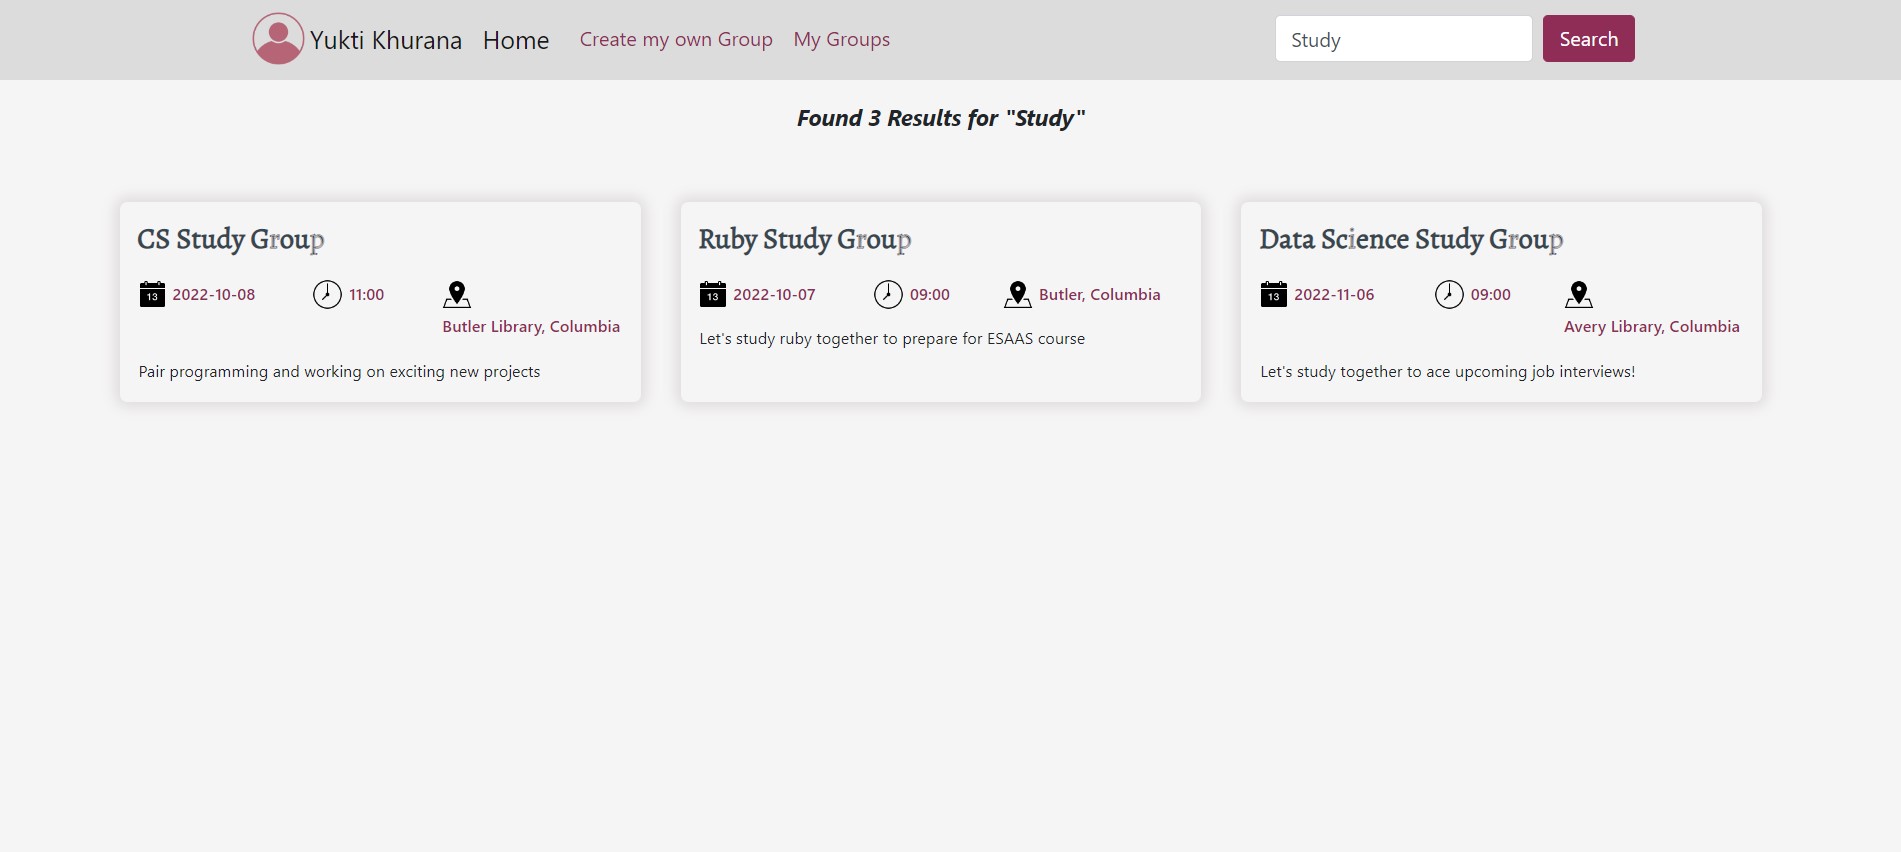 Yukti Khurana Home Create my own Group My Groups Study Search
Found 3 Results for "Study"
CS Study Group
13 2022-10-08 11:00
Butler Library, Columbia
Pair programming and working on exciting new projects
Ruby Study Group
13 2022-10-07 09:00 Butler, Columbia
Let's study ruby together to prepare for ESAAS course
Data Science Study Group
13 2022-11-06 09:00
Avery Library, Columbia
Let's study together to ace upcoming job interviews!